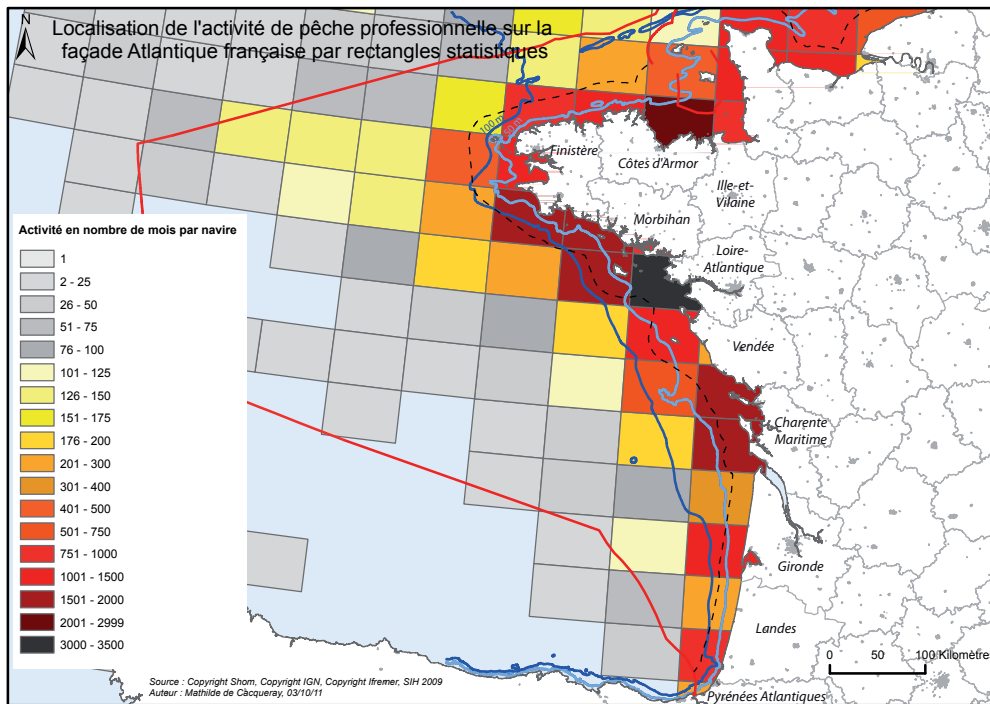 Localisation de l'activité de pêche professionnelle sur la
façade Atlantique française par rectangles statistiques
N
100 m
50 m
Finistère
Côtes d'Armor
Ille-et-
Vilaine
Morbihan
Loire-
Atlantique
Vendée
Charente
Maritime
Gironde
Landes
Pyrénées Atlantiques
Activité en nombre de mois par navire
1
2 - 25
26 - 50
51 - 75
76 - 100
101 - 125
126 - 150
151 - 175
176 - 200
201 - 300
301 - 400
401 - 500
501 - 750
751 - 1000
1001 - 1500
1501 - 2000
2001 - 2999
3000 - 3500
0 50 100 Kilomètres
Source : Copyright Shom, Copyright IGN, Copyright Ifremer, SIH 2009
Auteur : Mathilde de Cacqueray, 03/10/11